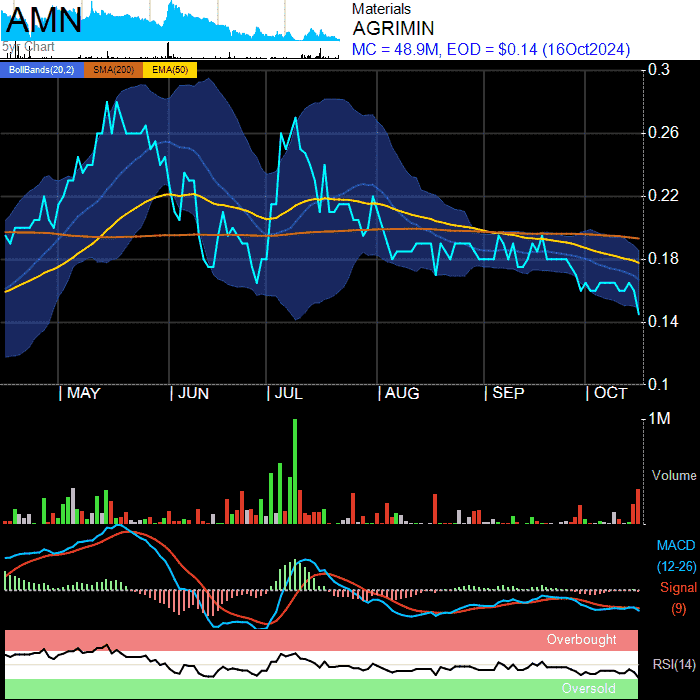 AMN
5yr Chart
Materials
AGRIMIN
MC = 48.9M, EOD = $0.14 (16Oct2024)
BollBands(20,2) SMA(200) EMA(50)
0.3
0.26
0.22
0.18
0.14
0.1
MAY JUN JUL AUG SEP OCT
1M
Volume
MACD
(12-26)
Signal
(9)
Overbought
RSI(14)
Oversold